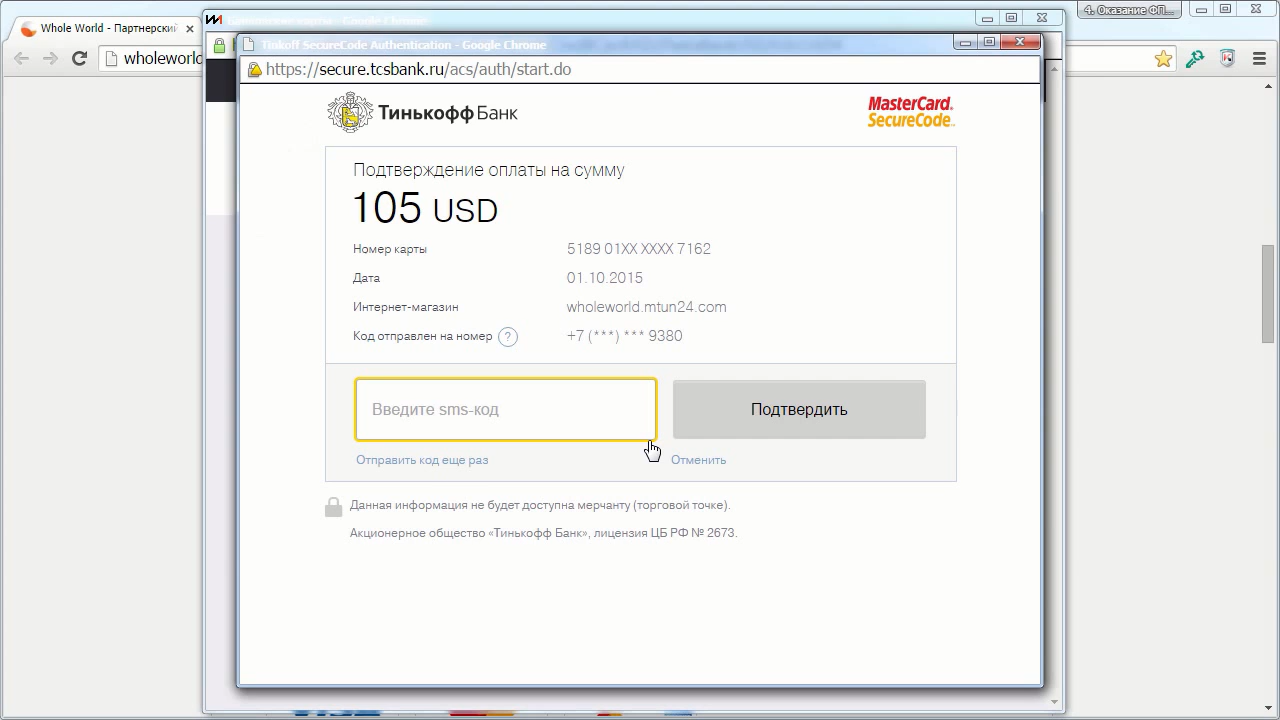 4. Оказание ФП...
Whole World - Партнерский
Tinkoff SecureCode Authentication - Google Chrome
wholeworld
https://secure.tcsbank.ru/acs/auth/start.do
Тинькофф Банк
MasterCard.
SecureCode.
Подтверждение оплаты на сумму
105 USD
Номер карты 5189 01XX XXXX 7162
Дата 01.10.2015
Интернет-магазин wholeworld.mtun24.com
Код отправлен на номер ? +7 (***) *** 9380
Введите sms-код Подтвердить
Отправить код еще раз Отменить
Данная информация не будет доступна мерчанту (торговой точке).
Акционерное общество «Тинькофф Банк», лицензия ЦБ РФ № 2673.